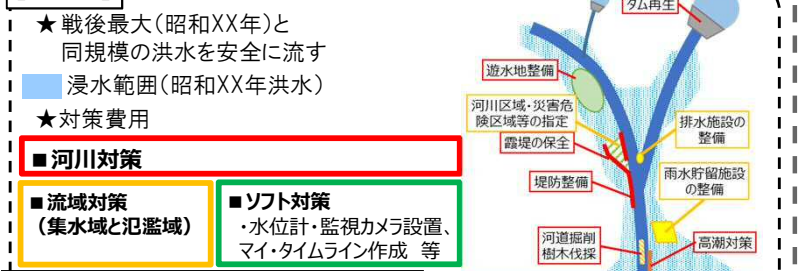 ★戦後最大(昭和XX年)と
同規模の洪水を安全に流す
浸水範囲(昭和XX年洪水)
★対策費用
■河川対策
■流域対策
(集水域と氾濫域)
■ソフト対策
・水位計・監視カメラ設置、
マイ・タイムライン作成 等
ダム再生
遊水地整備
河川区域・災害危
険区域等の指定
霞堤の保全
排水施設の
整備
堤防整備
雨水貯留施設
の整備
河道掘削
樹木伐採
高潮対策